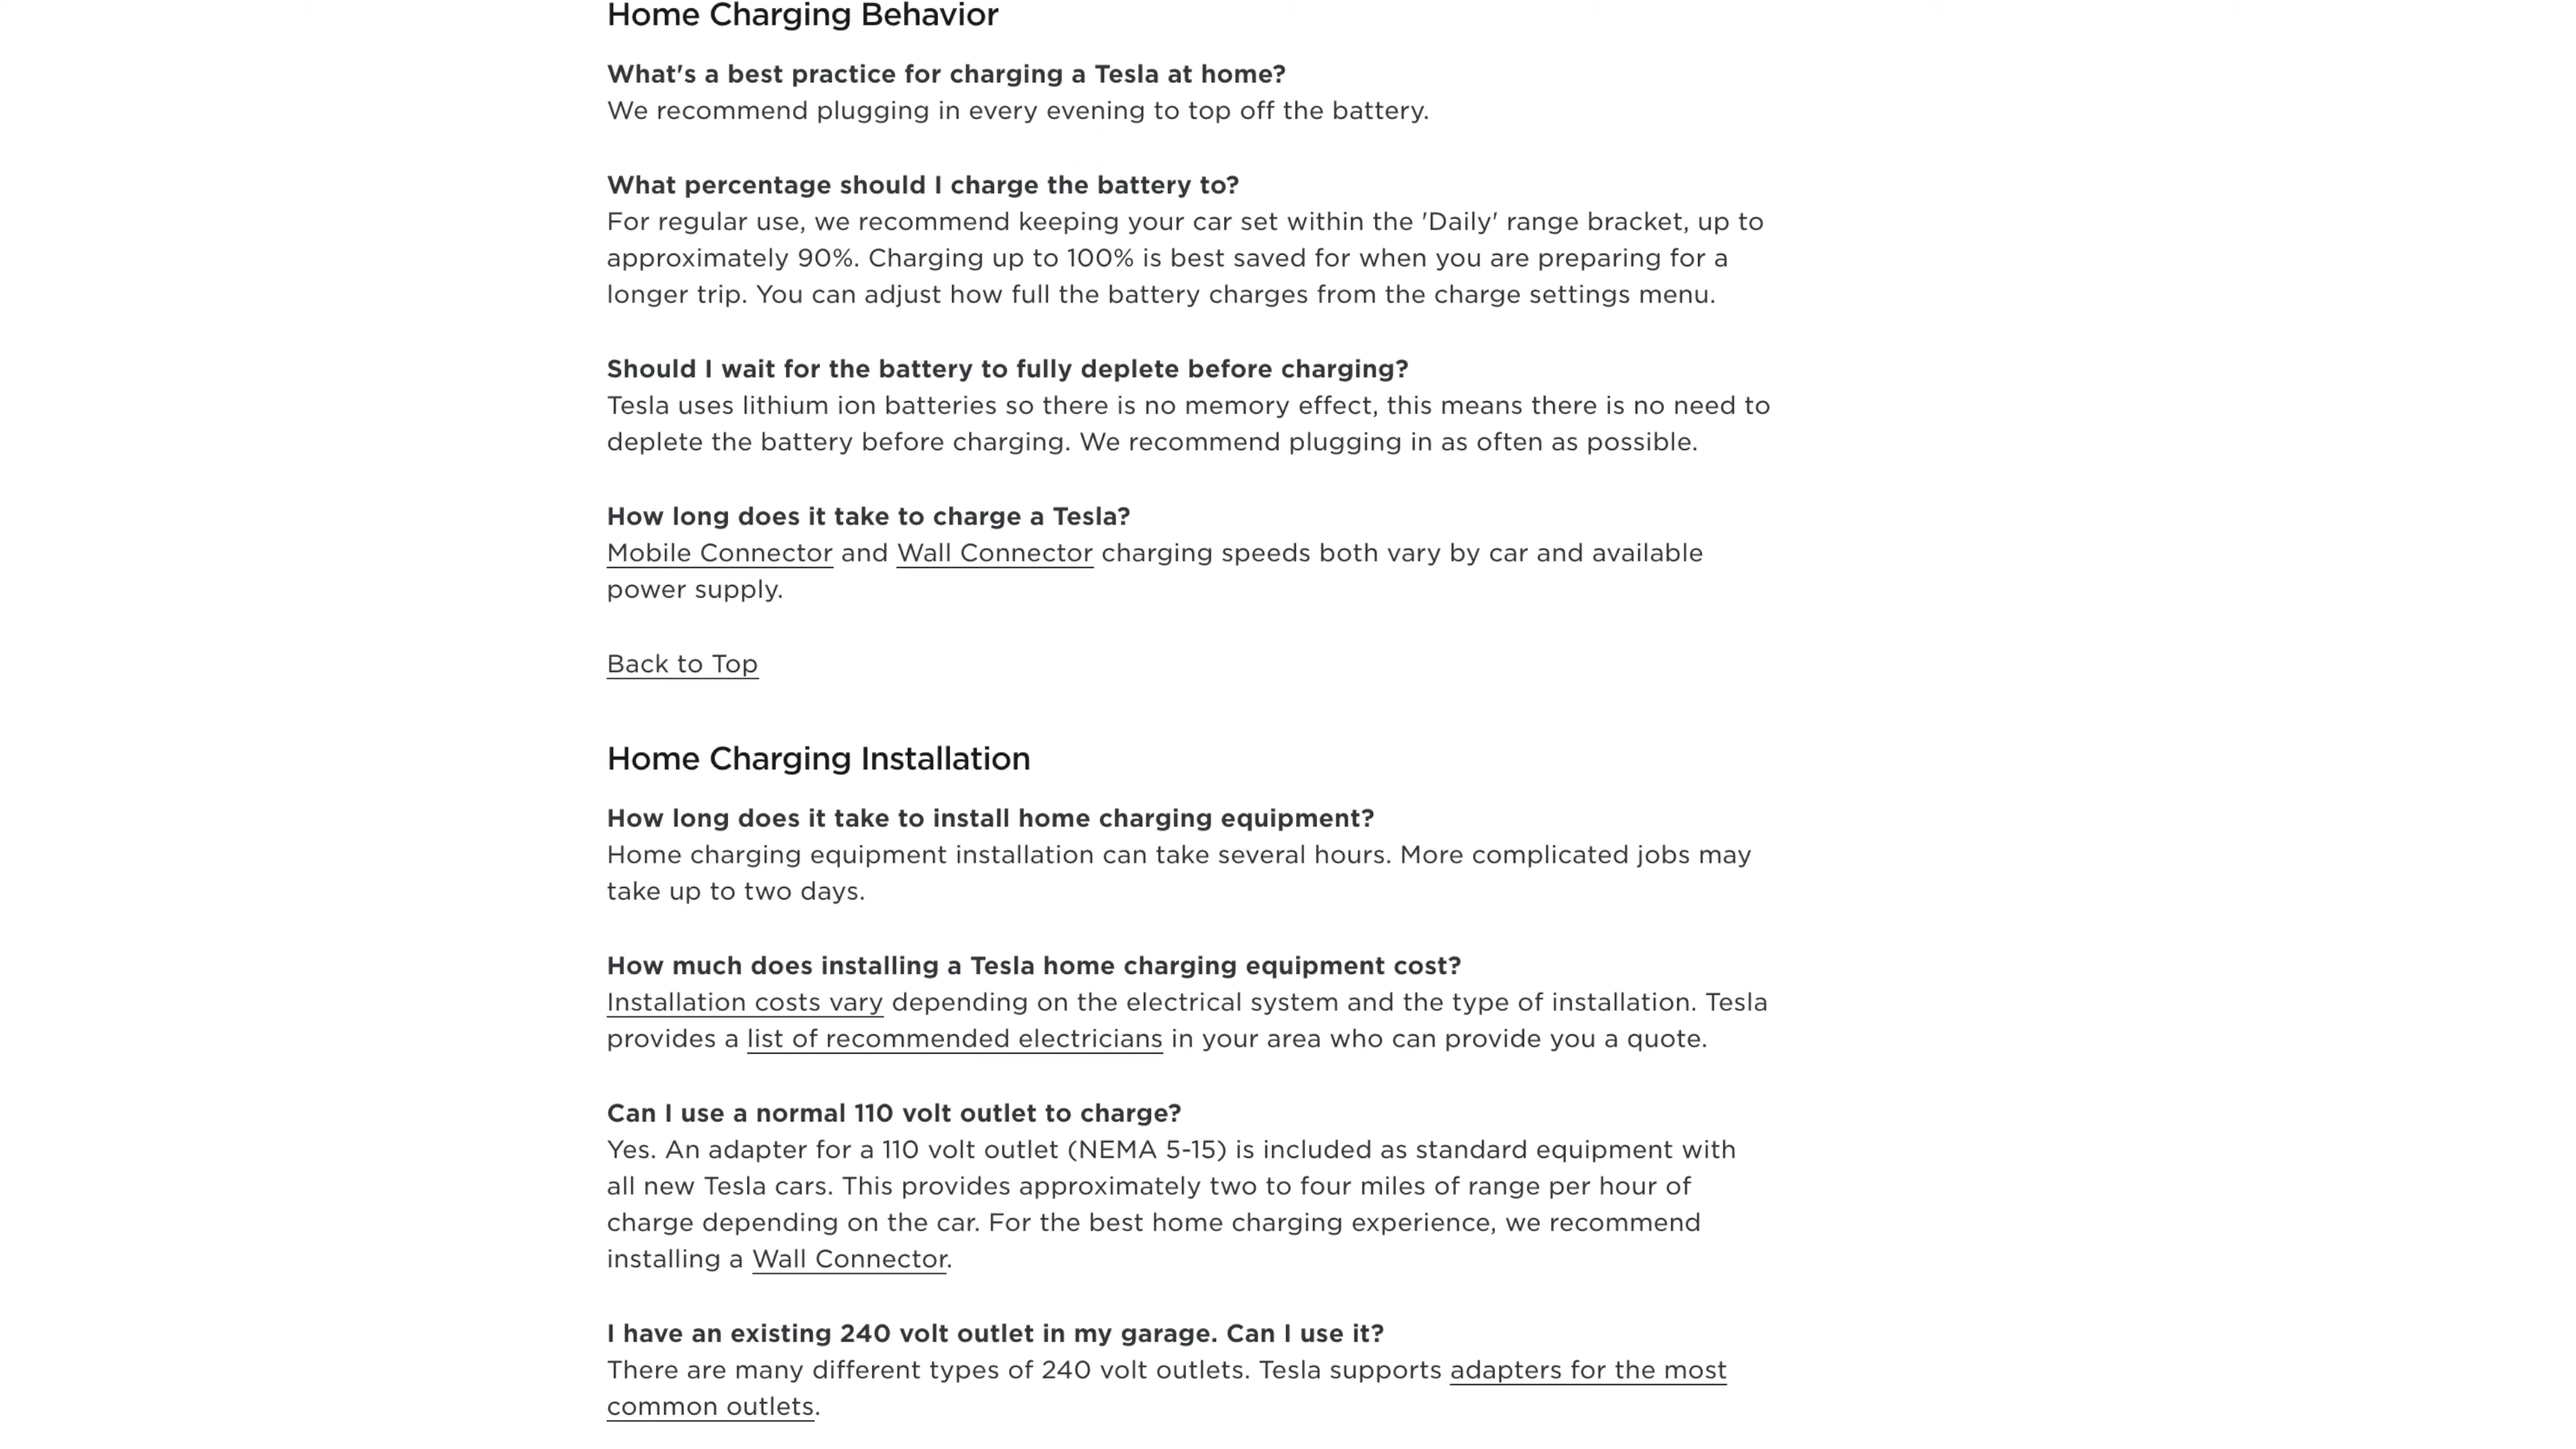 Home Charging Behavior
What's a best practice for charging a Tesla at home?
We recommend plugging in every evening to top off the battery.
What percentage should I charge the battery to?
For regular use, we recommend keeping your car set within the 'Daily' range bracket, up to
approximately 90%. Charging up to 100% is best saved for when you are preparing for a
longer trip. You can adjust how full the battery charges from the charge settings menu.
Should I wait for the battery to fully deplete before charging?
Tesla uses lithium ion batteries so there is no memory effect, this means there is no need to
deplete the battery before charging. We recommend plugging in as often as possible.
How long does it take to charge a Tesla?
Mobile Connector and Wall Connector charging speeds both vary by car and available
power supply.
Back to Top
Home Charging Installation
How long does it take to install home charging equipment?
Home charging equipment installation can take several hours. More complicated jobs may
take up to two days.
How much does installing a Tesla home charging equipment cost?
Installation costs vary depending on the electrical system and the type of installation. Tesla
provides a list of recommended electricians in your area who can provide you a quote.
Can I use a normal 110 volt outlet to charge?
Yes. An adapter for a 110 volt outlet (NEMA 5-15) is included as standard equipment with
all new Tesla cars. This provides approximately two to four miles of range per hour of
charge depending on the car. For the best home charging experience, we recommend
installing a Wall Connector.
I have an existing 240 volt outlet in my garage. Can I use it?
There are many different types of 240 volt outlets. Tesla supports adapters for the most
common outlets.